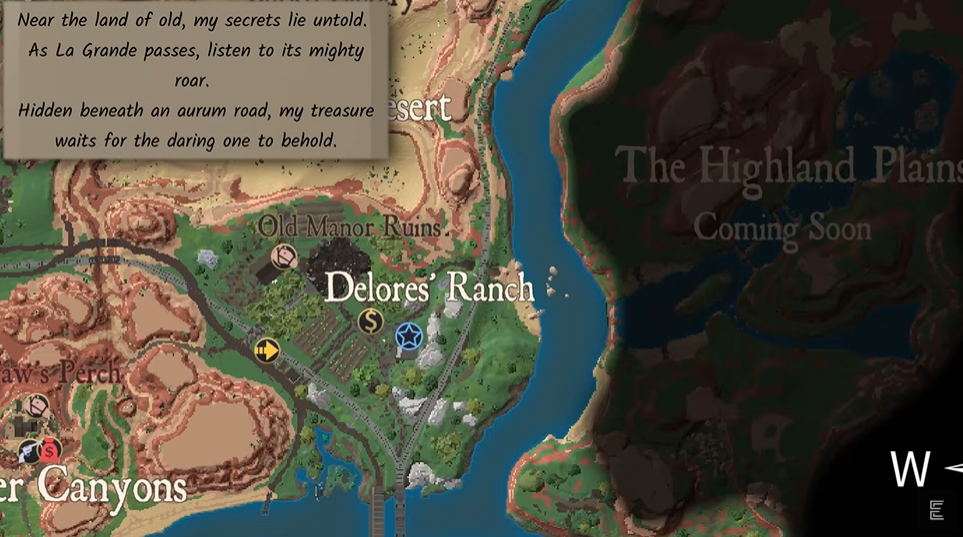 Near the land of old, my secrets lie untold.
As La Grande passes, listen to its mighty
roar.
Hidden beneath an aurum road, my treasure
waits for the daring one to behold.
esert
The Highland Plains
Coming Soon
Old Manor Ruins
Delores' Ranch
$
aw's Perch
$
er Canyons
W
E